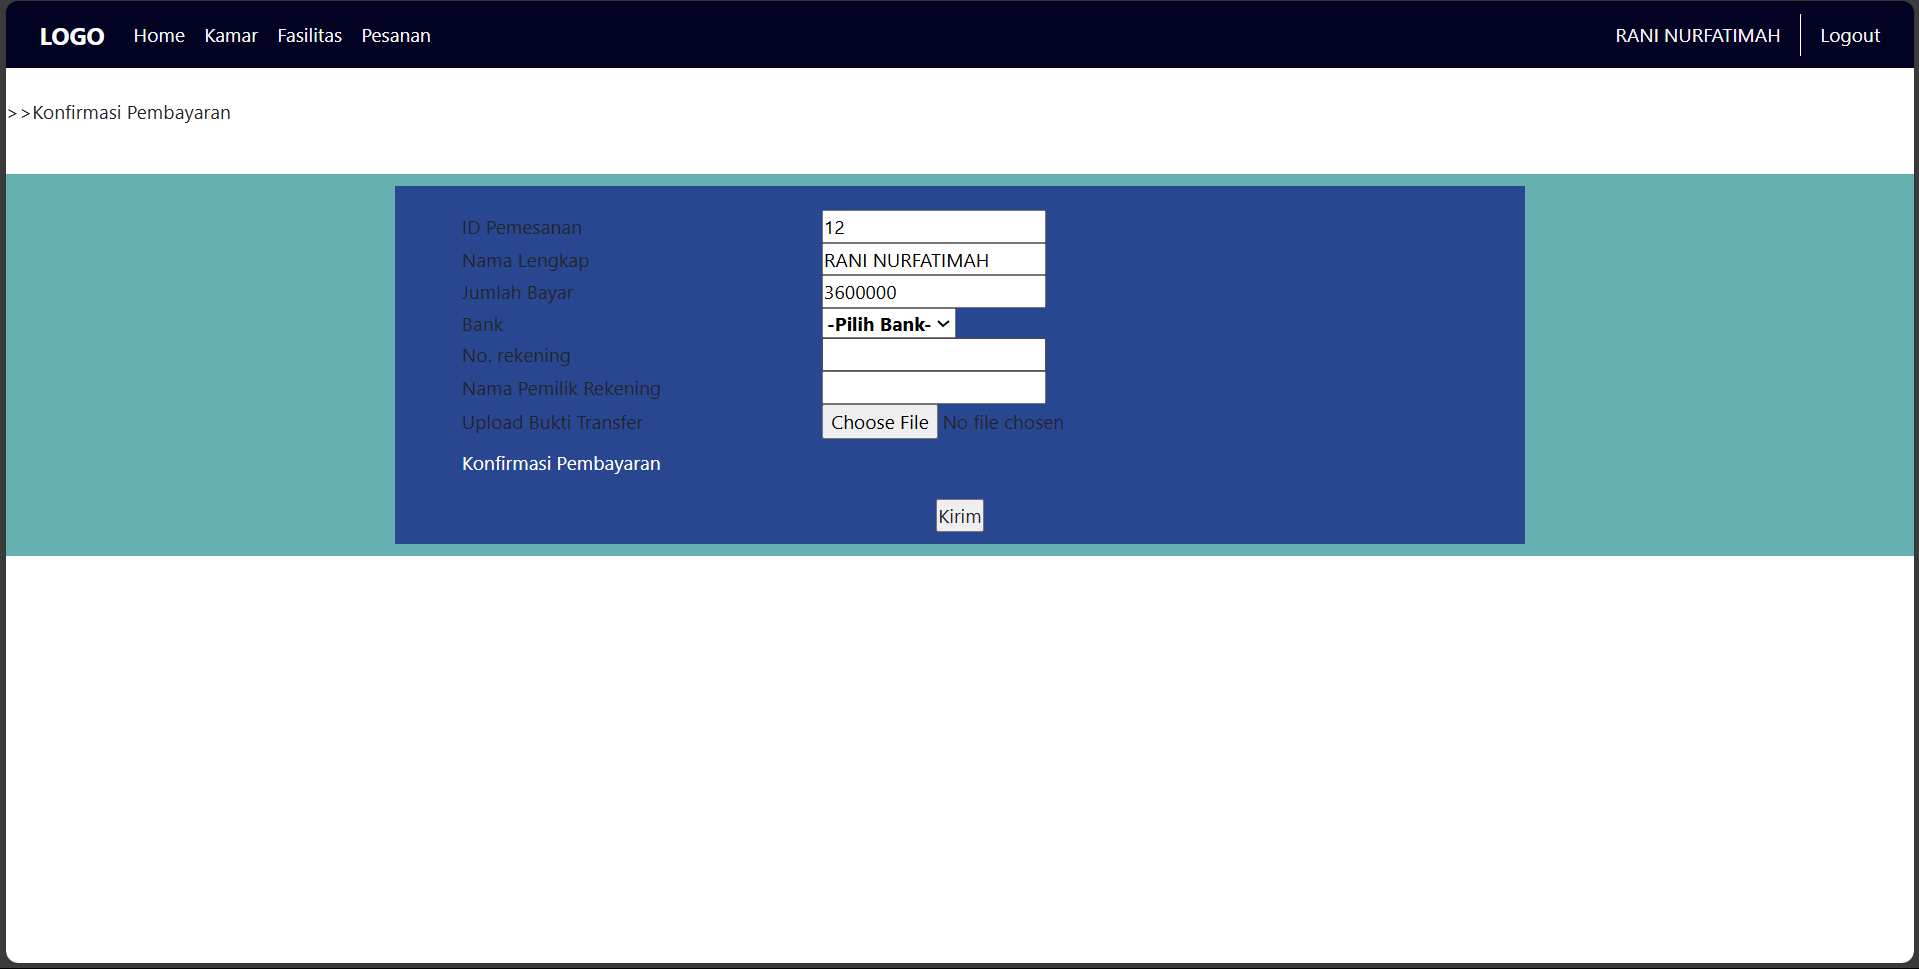 LOGO Home Kamar Fasilitas Pesanan RANI NURFATIMAH Logout
>>Konfirmasi Pembayaran
ID Pemesanan 12
Nama Lengkap RANI NURFATIMAH
Jumlah Bayar 3600000
Bank -Pilih Bank-
No. rekening
Nama Pemilik Rekening
Upload Bukti Transfer Choose File No file chosen
Konfirmasi Pembayaran
Kirim